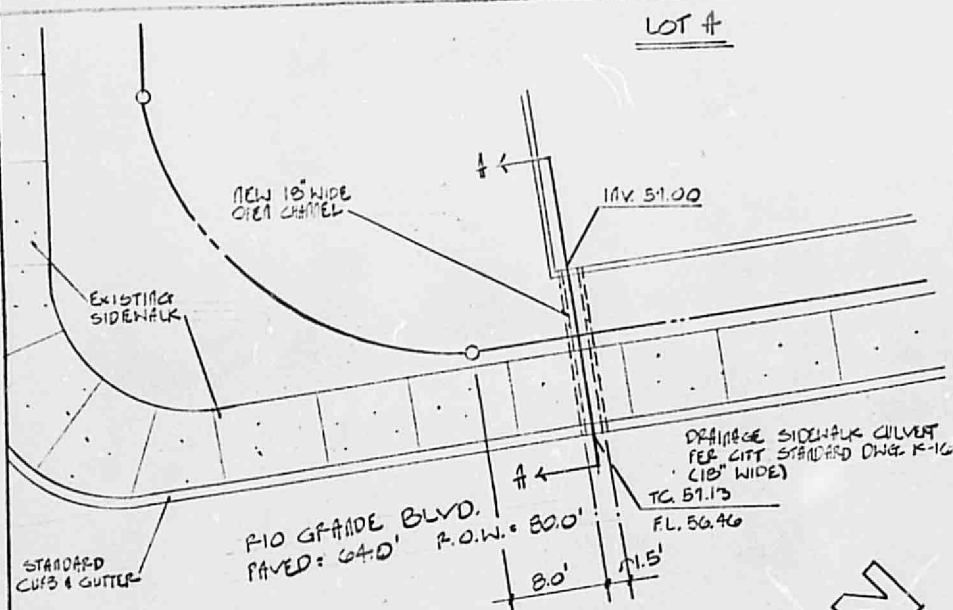 LOT A
A
INV. 57.00
NEW 18" WIDE
OPEN CHANNEL
EXISTING
SIDEWALK
DRAINAGE SIDEWALK CULVERT
PER CITY STANDARD DWG. K-16
(18" WIDE)
A
TC. 57.13
F.L. 56.46
RIO GRANDE BLVD.
PAVED: 64.0' R.O.W.: 80.0'
STANDARD
CURB & GUTTER
8.0'
1.5'